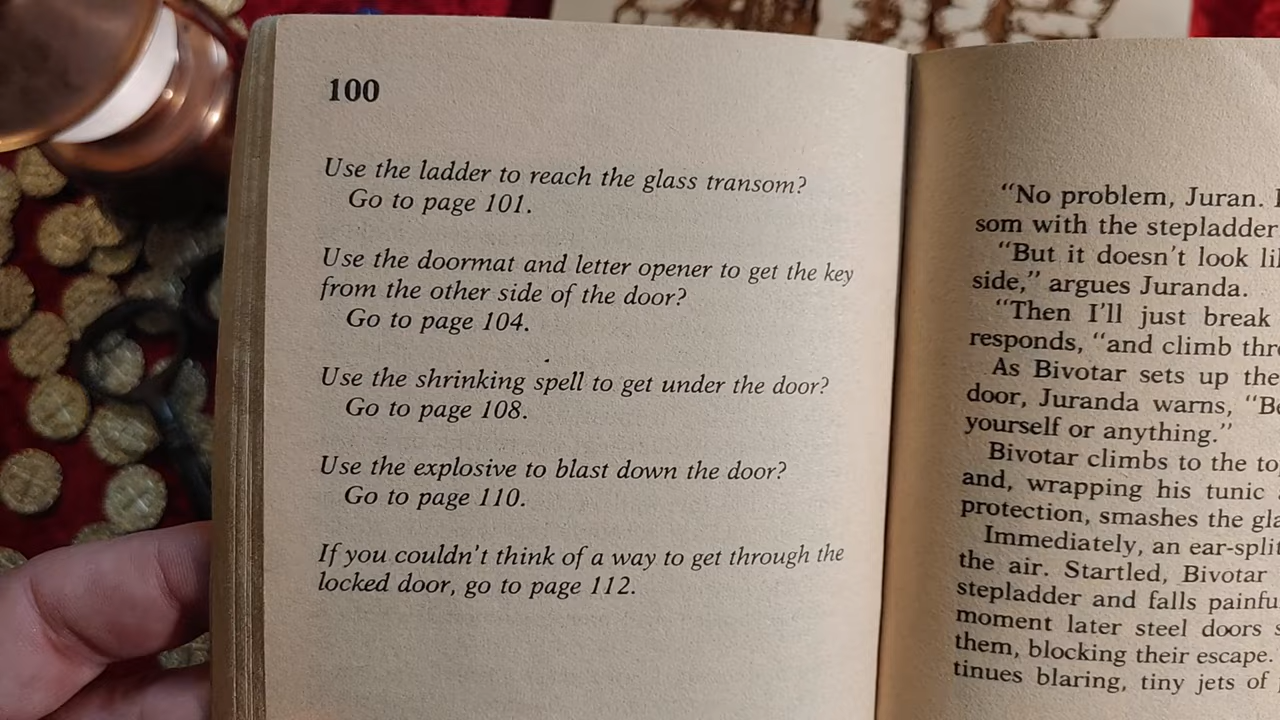 100
Use the ladder to reach the glass transom?
Go to page 101.
Use the doormat and letter opener to get the key
from the other side of the door?
Go to page 104.
Use the shrinking spell to get under the door?
Go to page 108.
Use the explosive to blast down the door?
Go to page 110.
If you couldn't think of a way to get through the
locked door, go to page 112.
"No problem, Juran.
som with the stepladder
"But it doesn't look
side," argues Juranda.
"Then I'll just break
responds, "and climb
As Bivotar sets up the
door, Juranda warns,
yourself or anything."
Bivotar climbs to the
and, wrapping his tunic
protection, smashes the
Immediately, an
the air. Startled, Bivotar
stepladder and falls
moment later steel doors
them, blocking their escape.
tinues blaring, tiny jets of